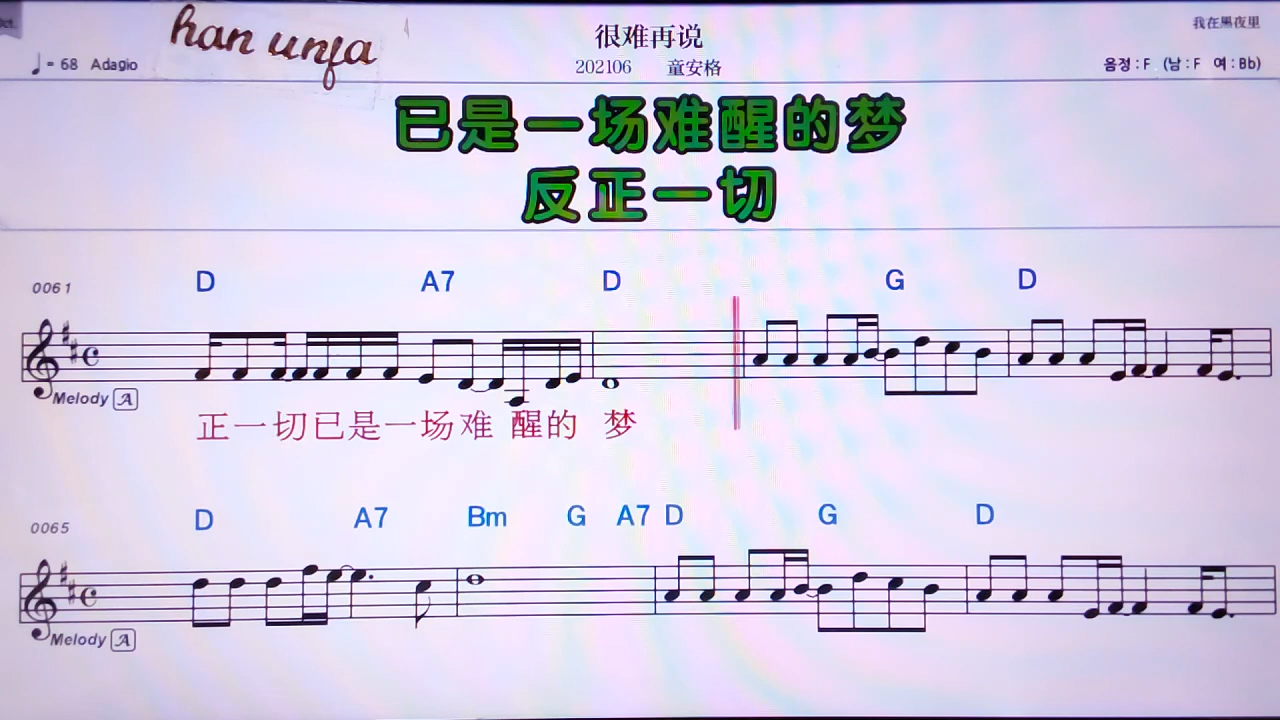 han unfa
很难再说
我在黑夜里
♩= 68 Adagio
202106 童安格
음정 : F (남 : F 여 : Bb)
已是一场难醒的梦
反正一切
0061 D A7 D G D
Melody A
正一切已是一场难 醒的 梦
0065 D A7 Bm G A7 D G D
Melody A